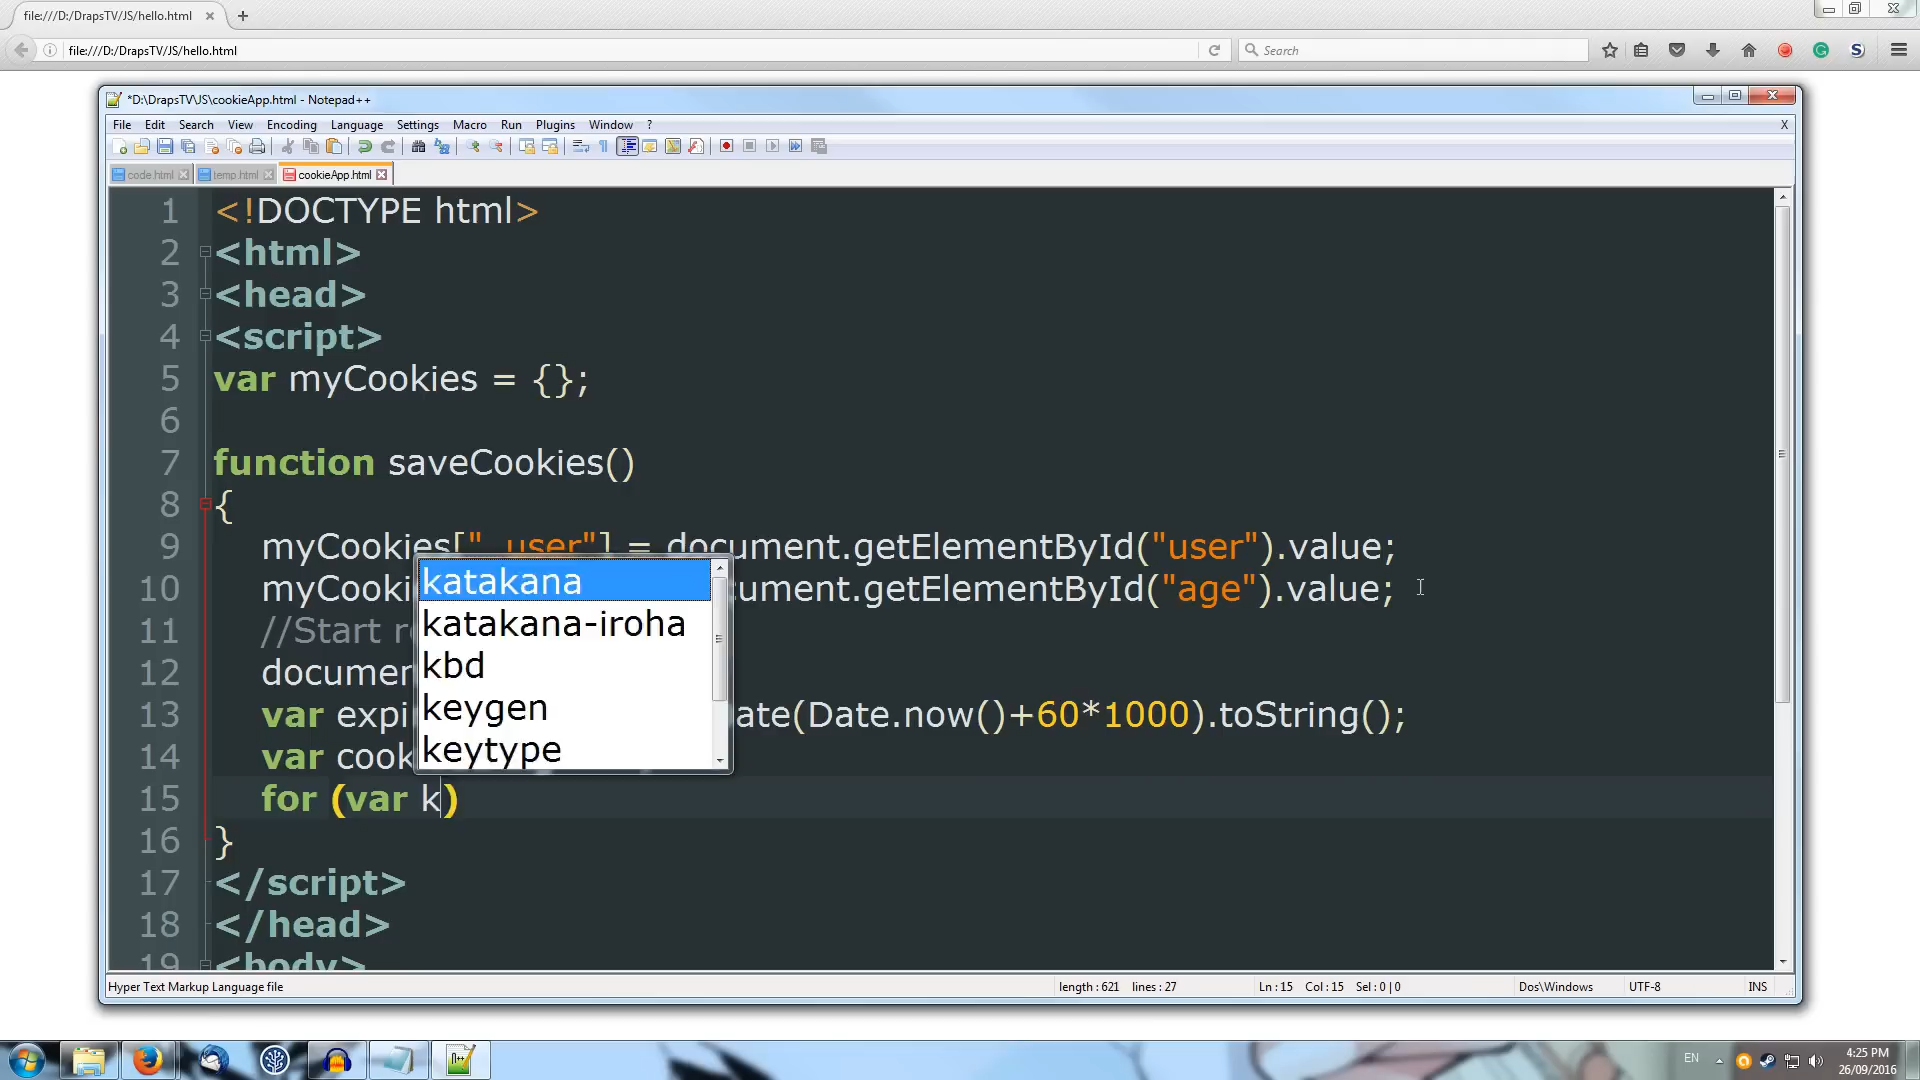 file:///D:/DrapsTV/JS/hello.html
file:///D:/DrapsTV/JS/hello.html
Search
*D:\DrapsTV\JS\cookieApp.html - Notepad++
File Edit Search View Encoding Language Settings Macro Run Plugins Window ? X
code.html temp.html cookieApp.html
1 <!DOCTYPE html>
2 <html>
3 <head>
4 <script>
5 var myCookies = {};
6
7 function saveCookies()
8 {
9 myCookies["_user"] = document.getElementById("user").value;
10 myCookie cument.getElementById("age").value;
11 //Start r
12 documen
13 var expi ate(Date.now()+60*1000).toString();
14 var cook
15 for (var k)
16 }
17 </script>
18 </head>
19 <body>
katakana
katakana-iroha
kbd
keygen
keytype
Hyper Text Markup Language file length : 621 lines : 27 Ln : 15 Col : 15 Sel : 0 | 0 Dos\Windows UTF-8 INS
EN
4:25 PM
26/09/2016